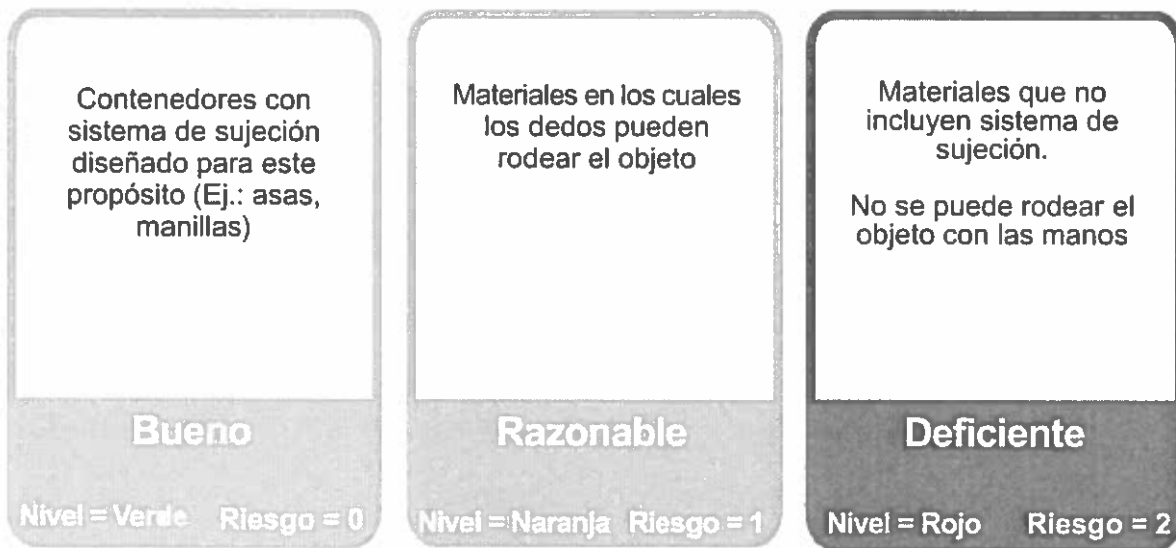 Contenedores con
sistema de sujeción
diseñado para este
propósito (Ej.: asas,
manillas)
Bueno
Nivel = Verde Riesgo = 0
Materiales en los cuales
los dedos pueden
rodear el objeto
Razonable
Nivel = Naranja Riesgo = 1
Materiales que no
incluyen sistema de
sujeción.
No se puede rodear el
objeto con las manos
Deficiente
Nivel = Rojo Riesgo = 2